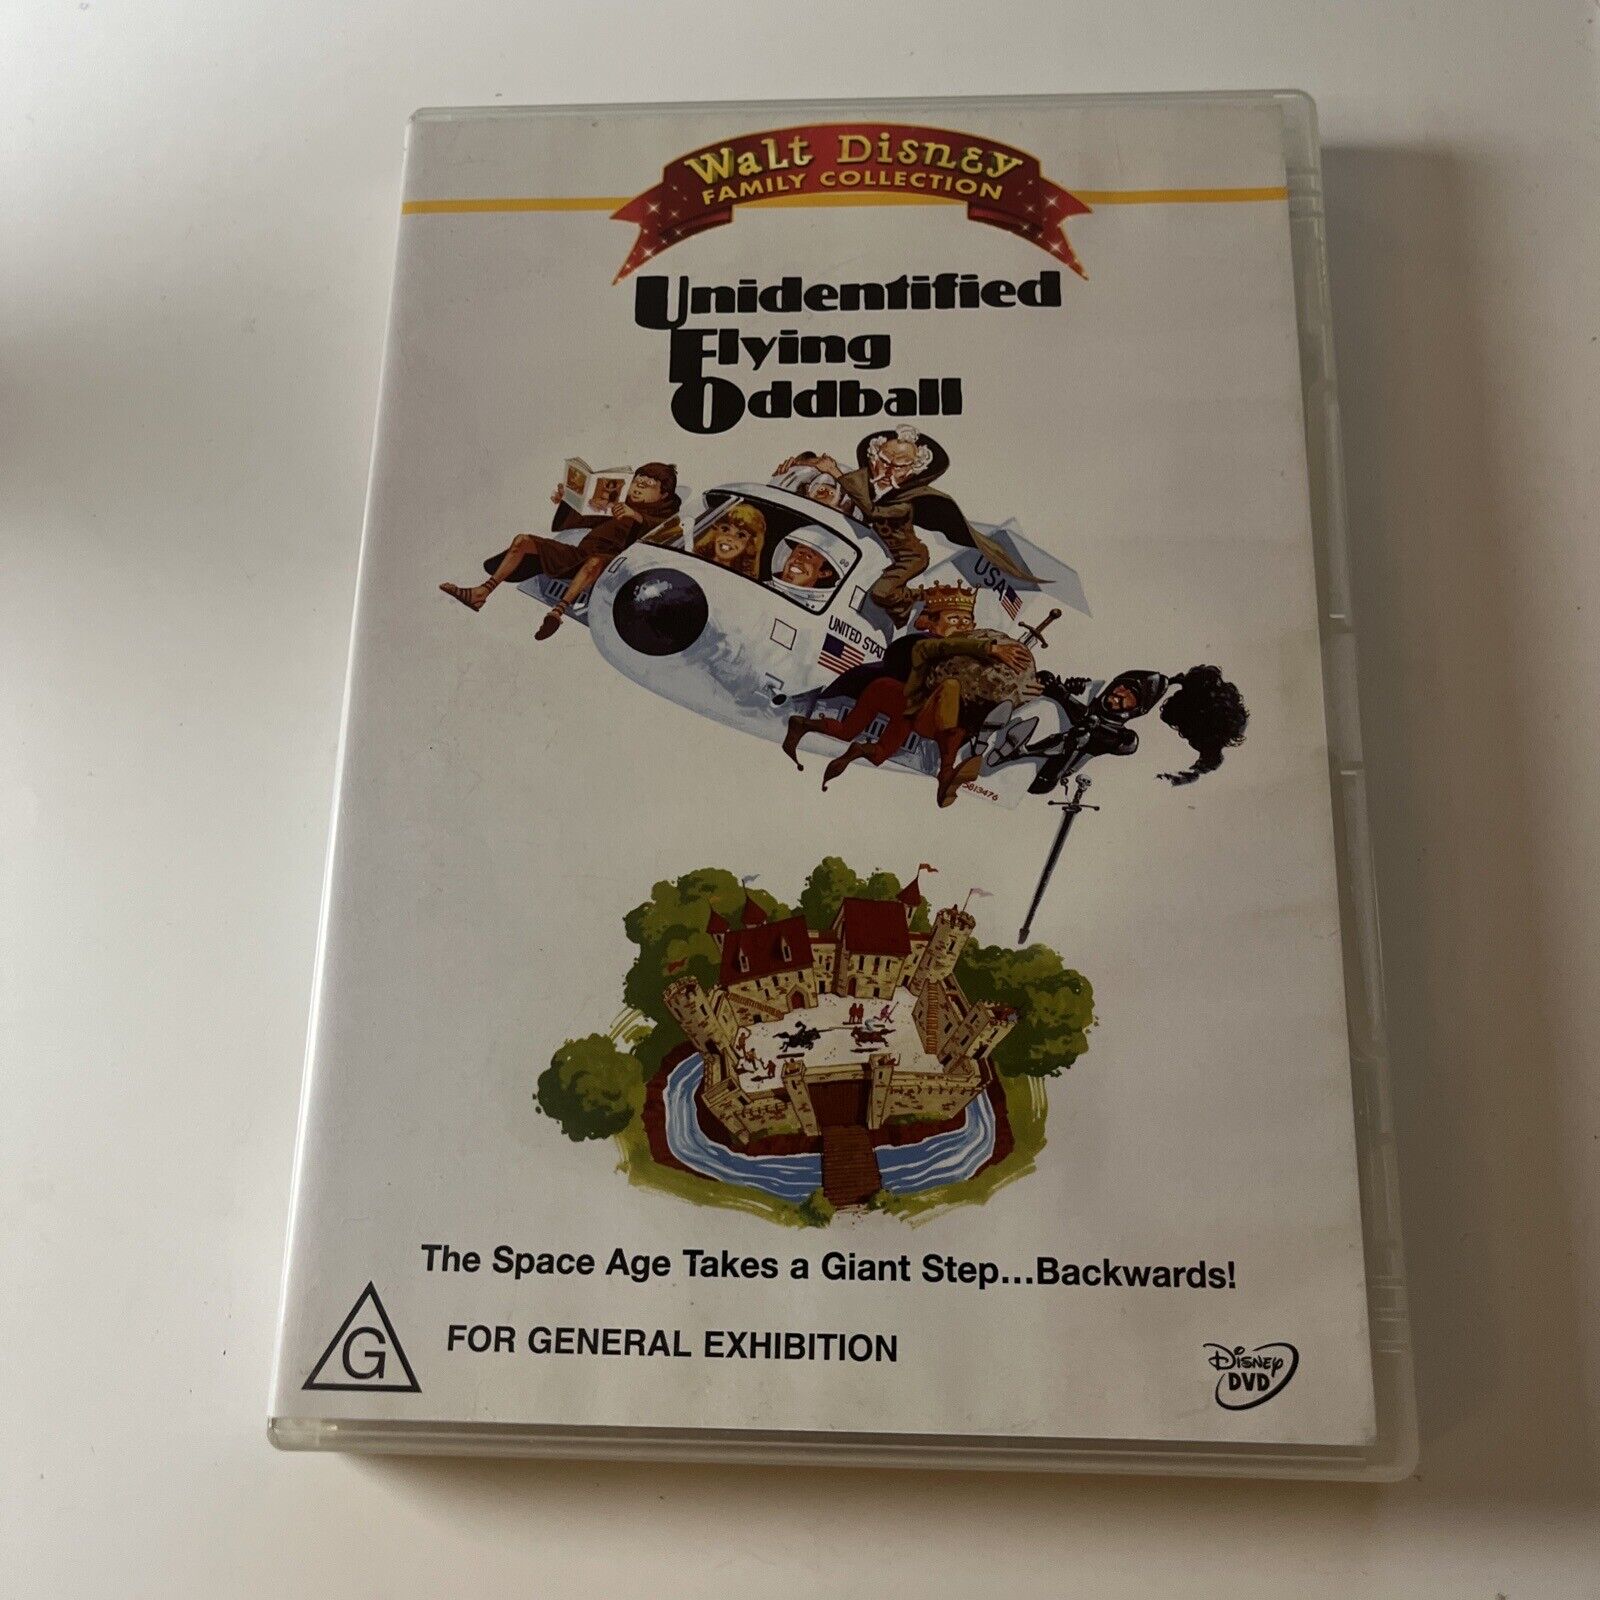 Walt Disney
FAMILY COLLECTION
Unidentified
Flying
Oddball
USA
UNITED STAT
5813476
The Space Age Takes a Giant Step...Backwards!
G
FOR GENERAL EXHIBITION
Disney
DVD